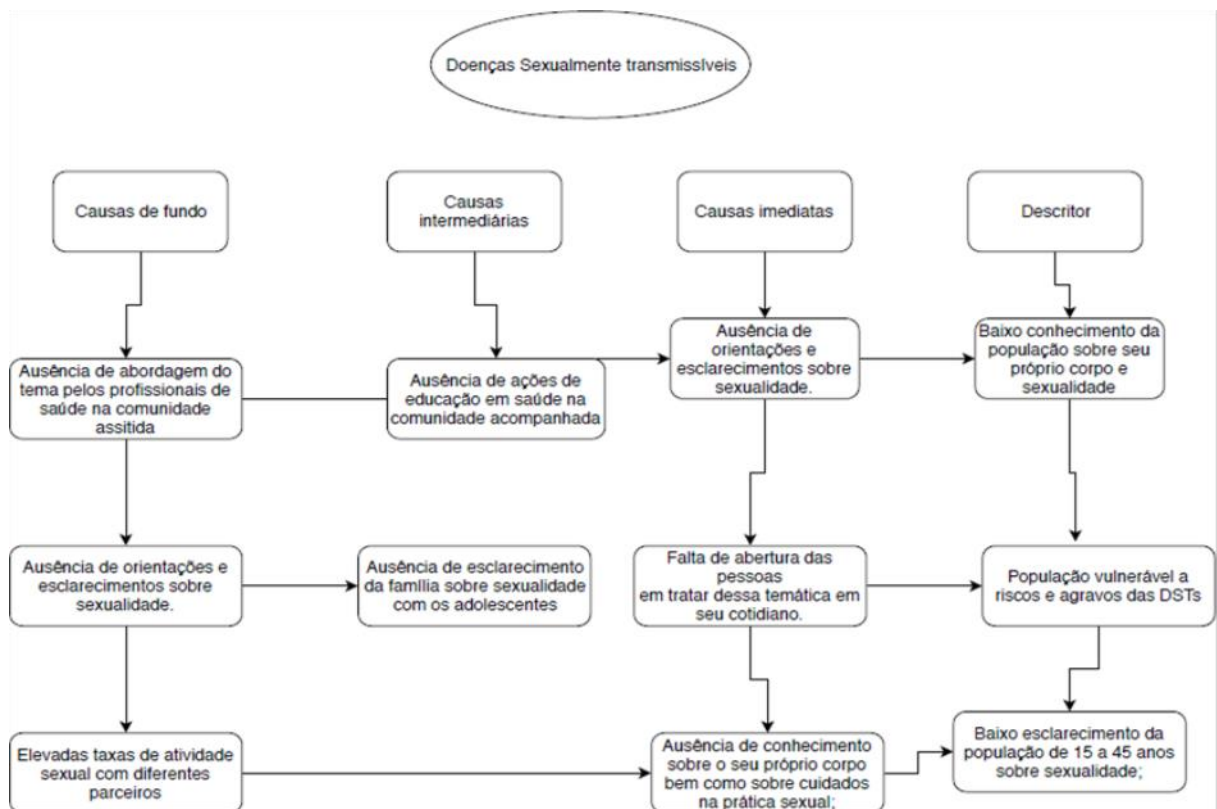 Doenças Sexualmente transmissíveis
Causas de fundo
Causas
intermediárias
Causas imediatas
Descritor
Ausência de abordagem do
tema pelos profissionais de
saúde na comunidade
assitida
Ausência de ações de
educação em saúde na
comunidade acompanhada
Ausência de
orientações e
esclarecimentos sobre
sexualidade.
Baixo conhecimento da
população sobre seu
próprio corpo e
sexualidade
Ausência de orientações e
esclarecimentos sobre
sexualidade.
Ausência de esclarecimento
da família sobre sexualidade
com os adolescentes
Falta de abertura das
pessoas
em tratar dessa temática em
seu cotidiano.
População vulnerável a
riscos e agravos das DSTs
Elevadas taxas de atividade
sexual com diferentes
parceiros
Ausência de conhecimento
sobre o seu próprio corpo
bem como sobre cuidados
na prática sexual;
Baixo esclarecimento da
população de 15 a 45 anos
sobre sexualidade;